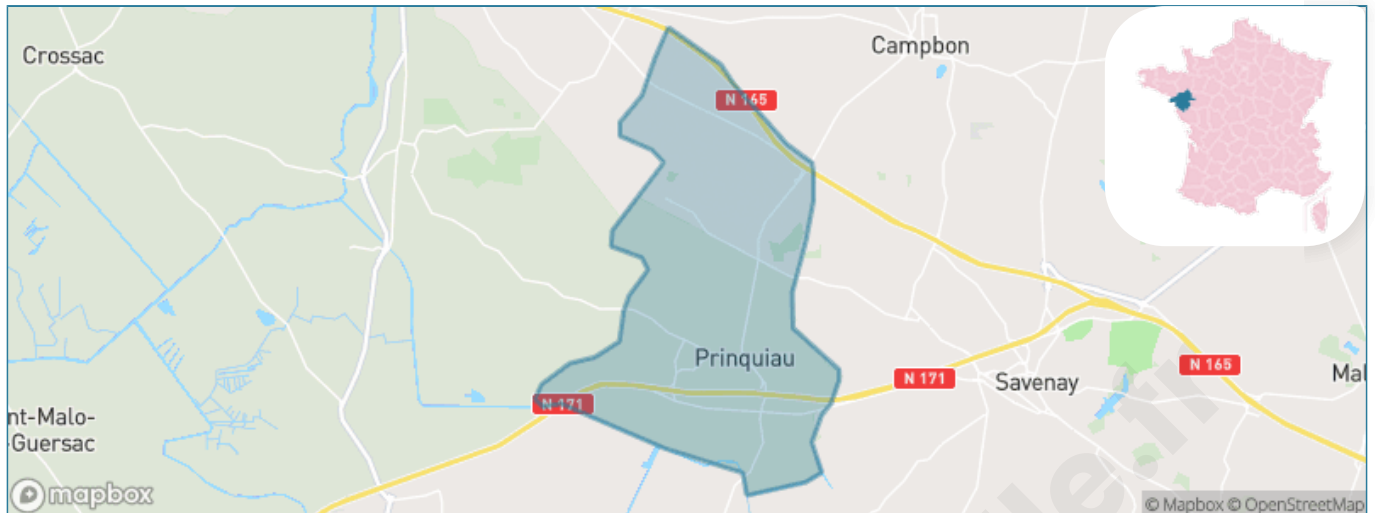 Crossac
Campbon
N 165
Prinquiau
N 171
Savenay
N 165
Mal
N 171
nt-Malo-
-Guersac
mapbox
© Mapbox © OpenStreetMap